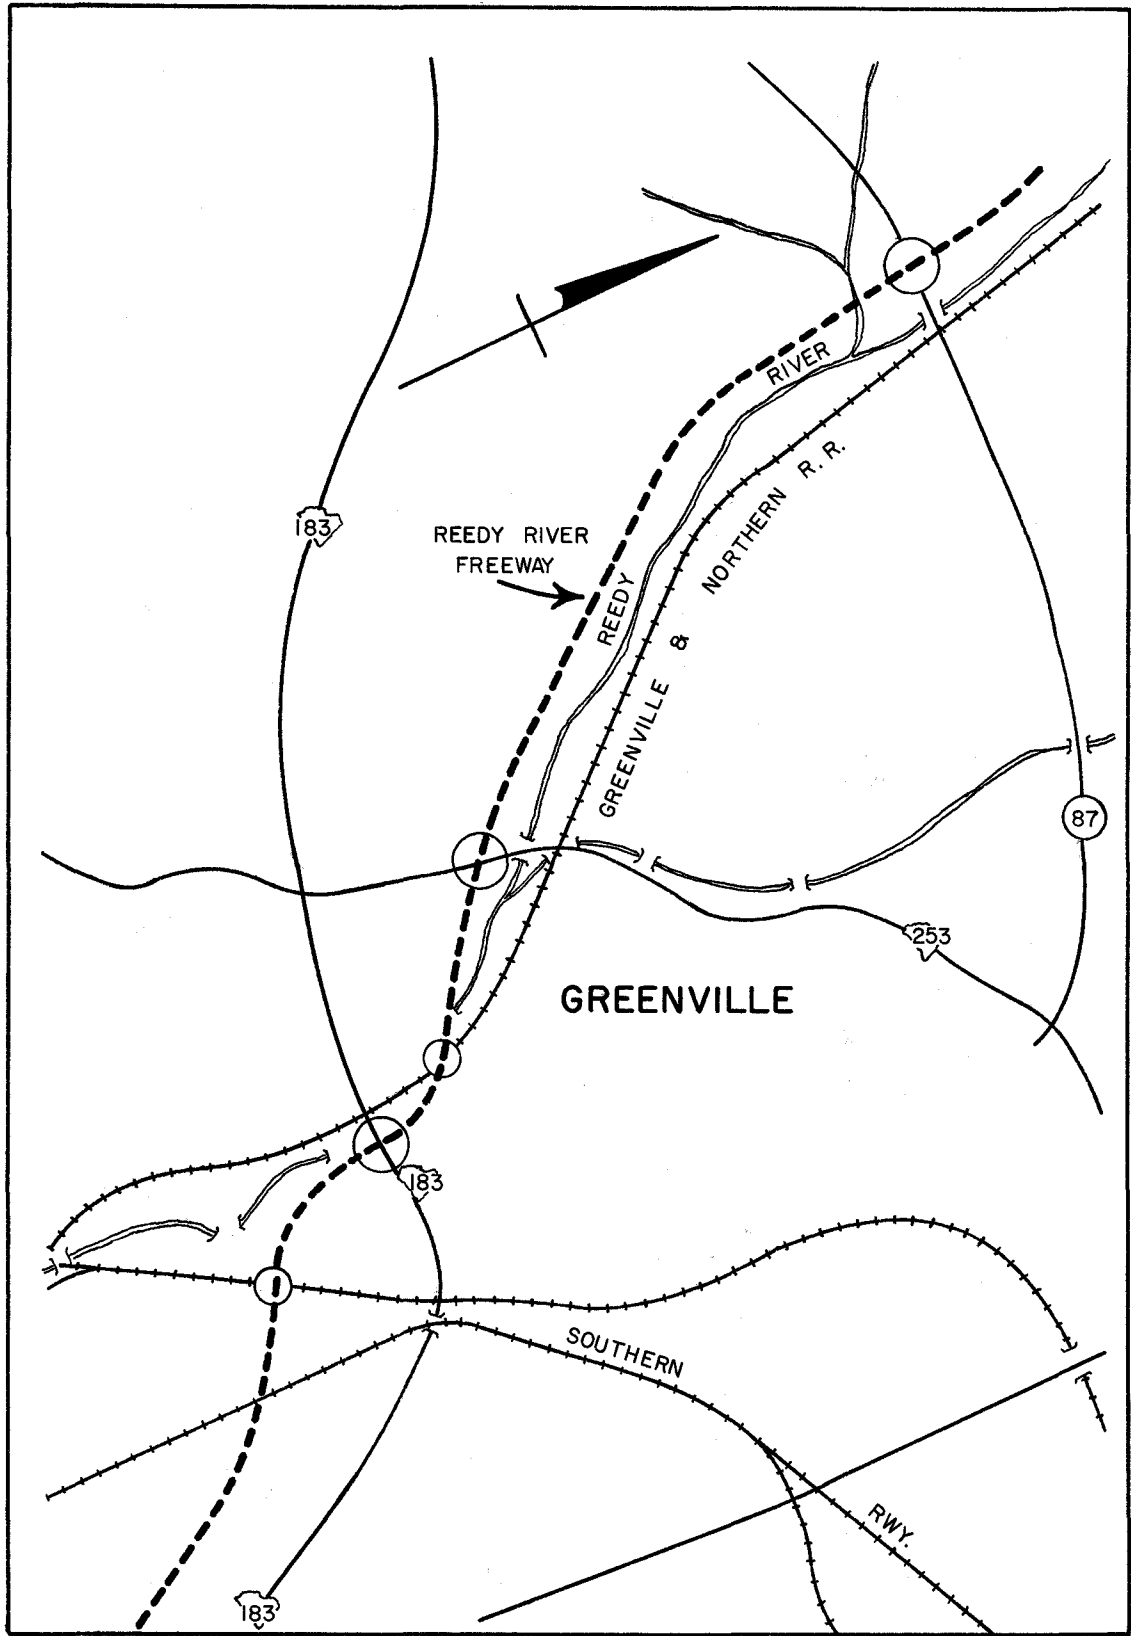 RIVER
183
REEDY RIVER
FREEWAY
REEDY
GREENVILLE & NORTHERN R. R.
87
253
GREENVILLE
183
SOUTHERN RWY.
183